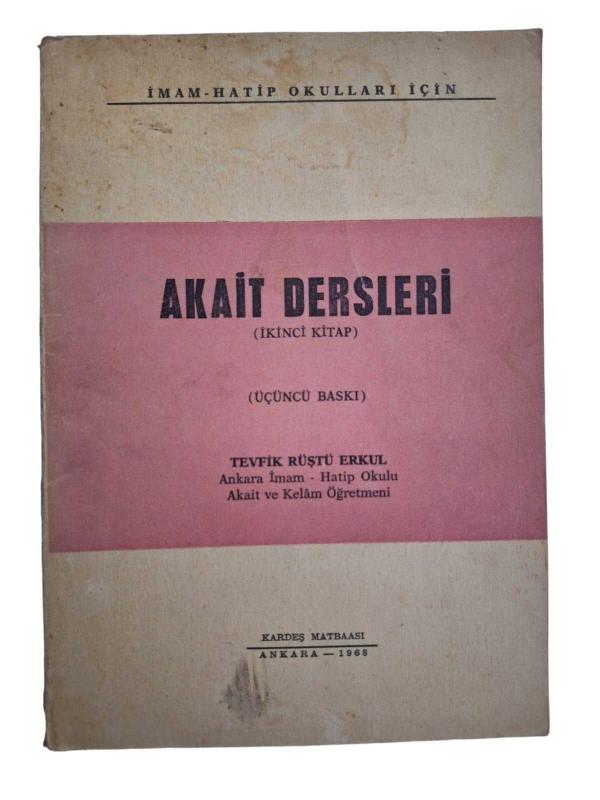 İMAM-HATİP OKULLARI İÇİN
AKAİT DERSLERİ
(İKİNCİ KİTAP)
(ÜÇÜNCÜ BASKI)
TEVFİK RÜŞTÜ ERKUL
Ankara İmam - Hatip Okulu
Akait ve Kelâm Öğretmeni
KARDEŞ MATBAASI
ANKARA — 1968